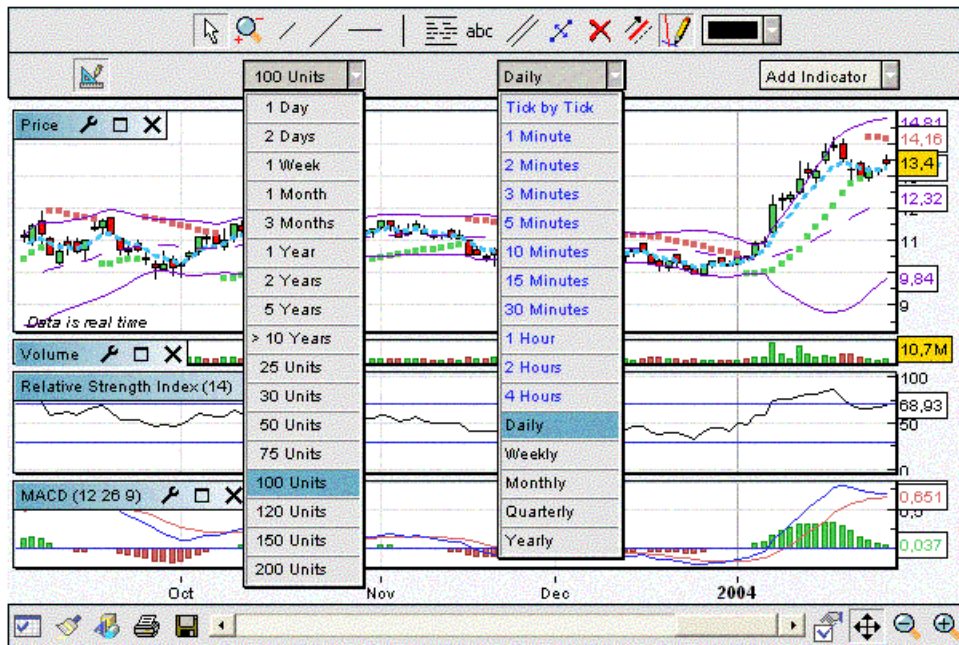 abc
100 Units
Daily
Add Indicator
1 Day
2 Days
1 Week
1 Month
3 Months
1 Year
2 Years
5 Years
> 10 Years
25 Units
30 Units
50 Units
75 Units
100 Units
120 Units
150 Units
200 Units
Tick by Tick
1 Minute
2 Minutes
3 Minutes
5 Minutes
10 Minutes
15 Minutes
30 Minutes
1 Hour
2 Hours
4 Hours
Daily
Weekly
Monthly
Quarterly
Yearly
Price
14,81
14,16
13,4
12,32
11
9,84
9
Data is real time
Volume
10,7M
Relative Strength Index (14)
100
68,93
50
0
MACD (12 26 9)
0,651
0,037
Oct
Nov
Dec
2004